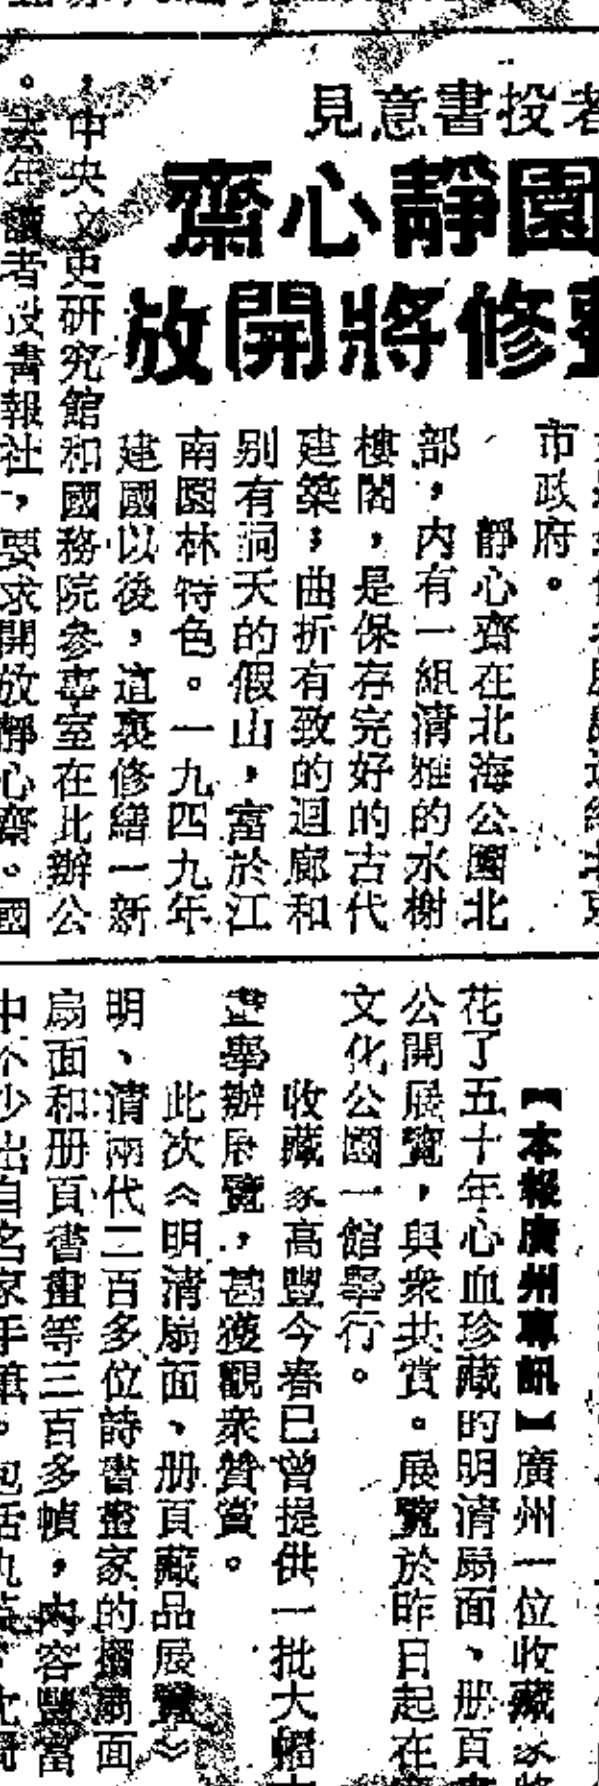 者投書意見
園靜心齋
修將開放
市政府。
靜心齋在北海公園北
部，内有一組清雅的水榭
樓閣，是保存完好的古代
建築；曲折有致的迴廊和
别有洞天的假山，富於江
南園林特色。一九四九年
建國以後，這裏修繕一新
，中央文史研究館和國務院参事室在此辦公
。去年讀者投書報社，要求開放靜心齋。國
【本報廣州專訊】廣州一位收藏家
花了五十年心血珍藏的明清扇面、册頁
公開展覽，與衆共賞。展覽於昨日起在
文化公園一館舉行。
收藏家高豐今春已曾提供一批大幅
畫舉辦展覽，甚獲觀衆贊賞。
此次《明清扇面、册頁藏品展覽》
明、清兩代二百多位詩書畫家的摺扇面
扇面和册頁書畫等三百多幀，内容豐富
中不少出自名家手筆。包括